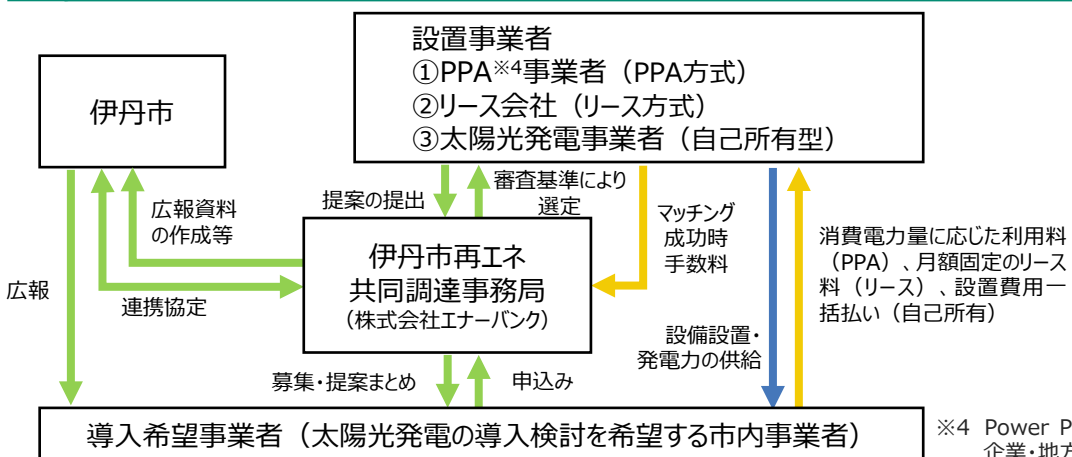 設置事業者
①PPA※4事業者（PPA方式）
②リース会社（リース方式）
③太陽光発電事業者（自己所有型）
伊丹市
提案の提出
審査基準により
選定
広報資料
の作成等
マッチング
成功時
手数料
消費電力量に応じた利用料
（PPA）、月額固定のリース
料（リース）、設置費用一
括払い（自己所有）
伊丹市再エネ
共同調達事務局
（株式会社エナーバンク）
広報
連携協定
設備設置・
発電力の供給
募集・提案まとめ
申込み
導入希望事業者（太陽光発電の導入検討を希望する市内事業者）
※4 Power P
企業・地方